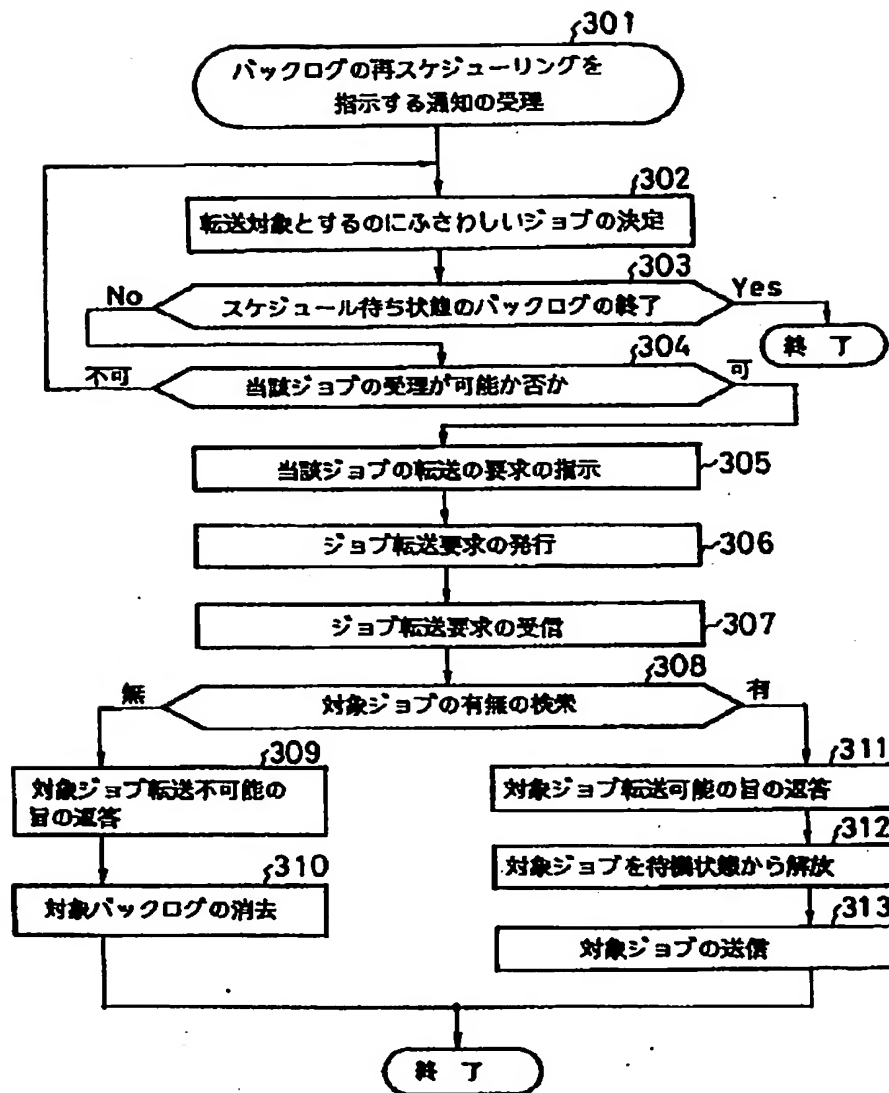 301
バックログの再スケジューリングを
指示する通知の受理
302
転送対象とするのにふさわしいジョブの決定
303
No
スケジュール待ち状態のバックログの終了
Yes
終了
304
不可
当該ジョブの受理が可能か否か
可
当該ジョブの転送の要求の指示
305
ジョブ転送要求の発行
306
ジョブ転送要求の受信
307
308
無
対象ジョブの有無の検索
有
309
対象ジョブ転送不可能の
旨の返答
310
対象バックログの消去
311
対象ジョブ転送可能の旨の返答
312
対象ジョブを待機状態から解放
313
対象ジョブの送信
終了